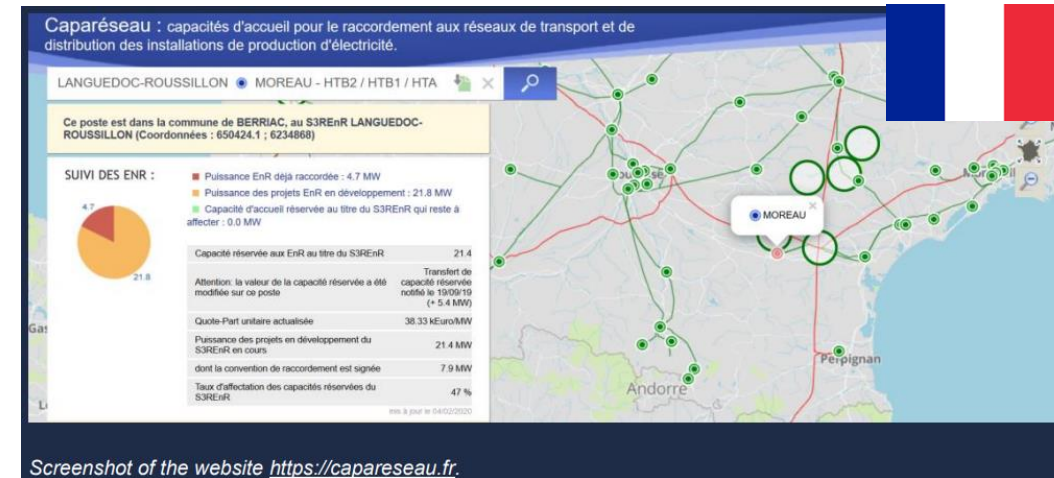 Caparéseau : capacités d'accueil pour le raccordement aux réseaux de transport et de
distribution des installations de production d'électricité.
LANGUEDOC-ROUSSILLON MOREAU - HTB2 / HTB1 / HTA
Ce poste est dans la commune de BERRIAC, au S3REnR LANGUEDOC-
ROUSSILLON (Coordonnées : 650424.1 ; 6234868)
SUIVI DES ENR :
Puissance EnR déjà raccordée : 4.7 MW
Puissance des projets EnR en développement : 21.8 MW
Capacité d'accueil réservée au titre du S3REnR qui reste à
affecter : 0.0 MW
4.7
21.8
Capacité réservée aux EnR au titre du S3REnR 21.4
Attention: la valeur de la capacité réservée a été
modifiée sur ce poste
Transfert de
capacité réservée
notifié le 19/09/19
(+ 5.4 MW)
Quote-Part unitaire actualisée 38.33 kEuro/MW
Puissance des projets en développement du
S3REnR en cours
21.4 MW
dont la convention de raccordement est signée 7.9 MW
Taux d'affectation des capacités réservées du
S3REnR
47 %
mis à jour le 04/02/2020
MOREAU
Perpignan
Andorre
Screenshot of the website https://capareseau.fr.